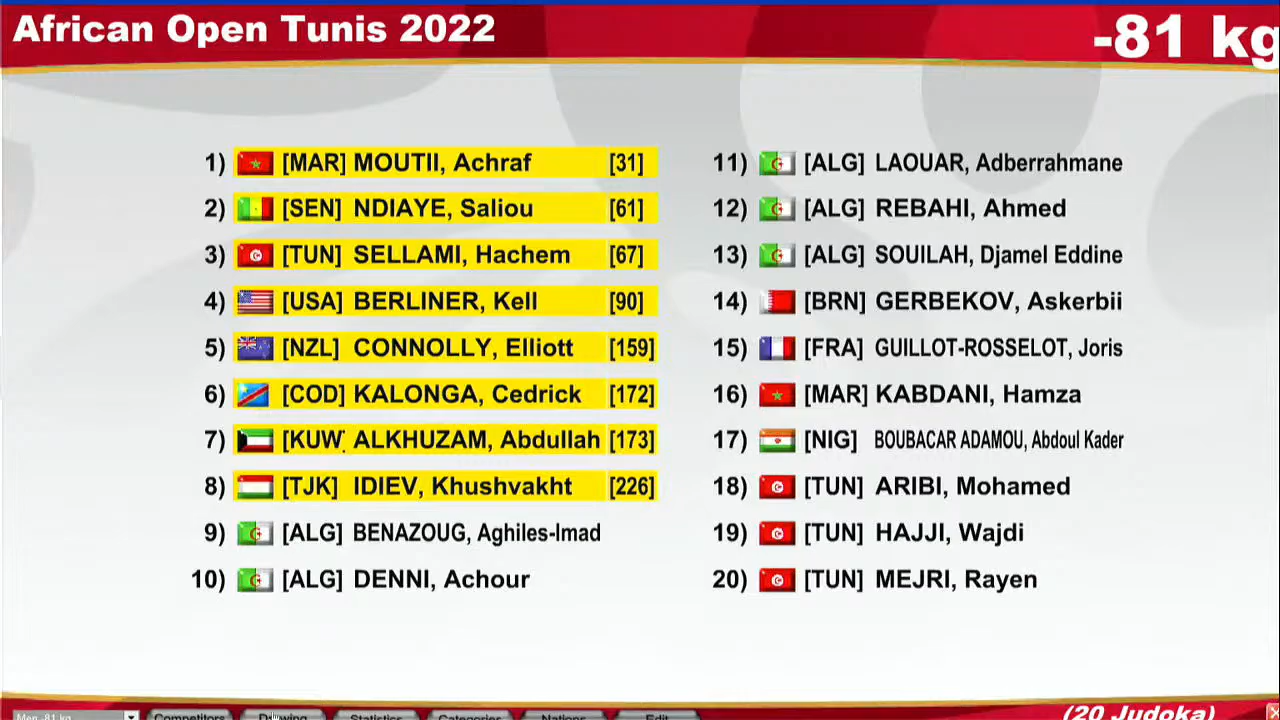 African Open Tunis 2022
-81 kg
1) [MAR] MOUTII, Achraf [31]
2) [SEN] NDIAYE, Saliou [61]
3) [TUN] SELLAMI, Hachem [67]
4) [USA] BERLINER, Kell [90]
5) [NZL] CONNOLLY, Elliott [159]
6) [COD] KALONGA, Cedrick [172]
7) [KUW] ALKHUZAM, Abdullah [173]
8) [TJK] IDIEV, Khushvakht [226]
9) [ALG] BENAZOUG, Aghiles-Imad
10) [ALG] DENNI, Achour
11) [ALG] LAOUAR, Adberrahmane
12) [ALG] REBAHI, Ahmed
13) [ALG] SOUILAH, Djamel Eddine
14) [BRN] GERBEKOV, Askerbii
15) [FRA] GUILLOT-ROSSELOT, Joris
16) [MAR] KABDANI, Hamza
17) [NIG] BOUBACAR ADAMOU, Abdoul Kader
18) [TUN] ARIBI, Mohamed
19) [TUN] HAJJI, Wajdi
20) [TUN] MEJRI, Rayen
Men -81 kg Competitors Drawing Statistics Categories Nations Edit (20 Judoka)